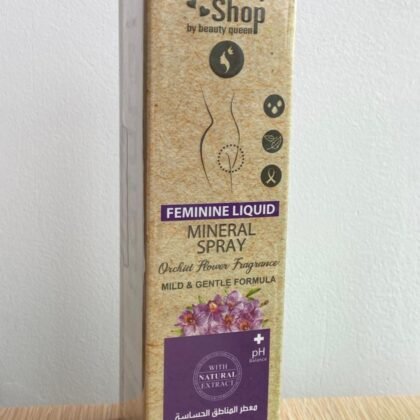 Shop
by beauty queen
FEMININE LIQUID
MINERAL
SPRAY
Orchid Flower Fragrance
MILD & GENTLE FORMULA
WITH
NATURAL
EXTRACT
pH
Balance
معطر المناطق الحساسة